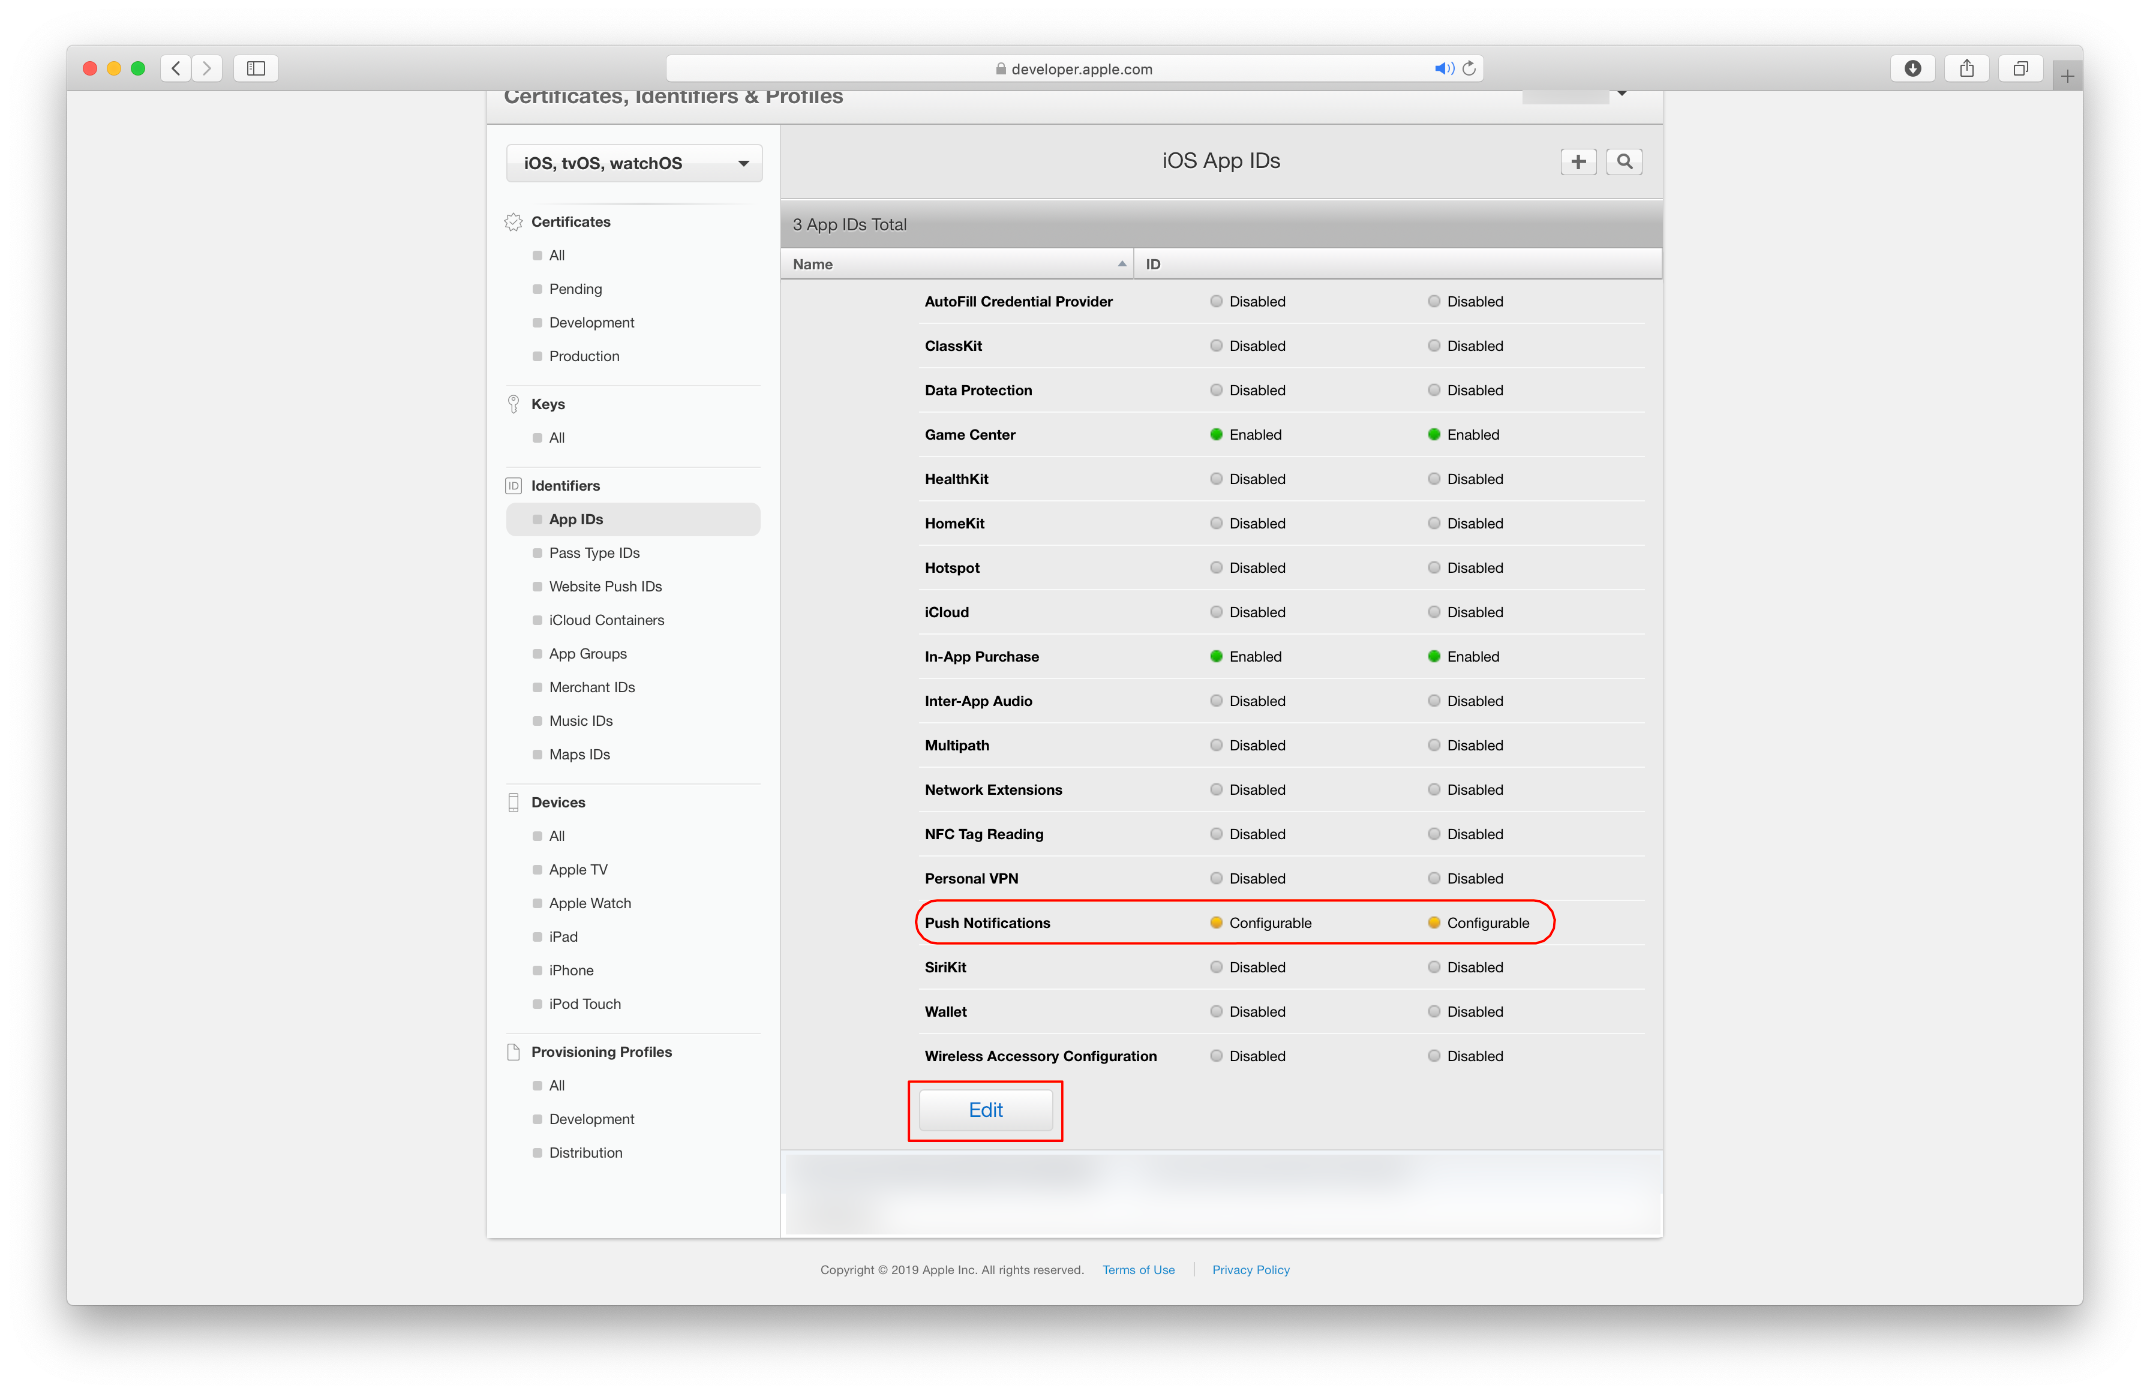 developer.apple.com
Certificates, Identifiers & Profiles
iOS, tvOS, watchOS
Certificates
All
Pending
Development
Production
Keys
All
ID Identifiers
App IDs
Pass Type IDs
Website Push IDs
iCloud Containers
App Groups
Merchant IDs
Music IDs
Maps IDs
Devices
All
Apple TV
Apple Watch
iPad
iPhone
iPod Touch
Provisioning Profiles
All
Development
Distribution
iOS App IDs
3 App IDs Total
Name ID
AutoFill Credential Provider Disabled Disabled
ClassKit Disabled Disabled
Data Protection Disabled Disabled
Game Center Enabled Enabled
HealthKit Disabled Disabled
HomeKit Disabled Disabled
Hotspot Disabled Disabled
iCloud Disabled Disabled
In-App Purchase Enabled Enabled
Inter-App Audio Disabled Disabled
Multipath Disabled Disabled
Network Extensions Disabled Disabled
NFC Tag Reading Disabled Disabled
Personal VPN Disabled Disabled
Push Notifications Configurable Configurable
SiriKit Disabled Disabled
Wallet Disabled Disabled
Wireless Accessory Configuration Disabled Disabled
Edit
Copyright © 2019 Apple Inc. All rights reserved. Terms of Use Privacy Policy